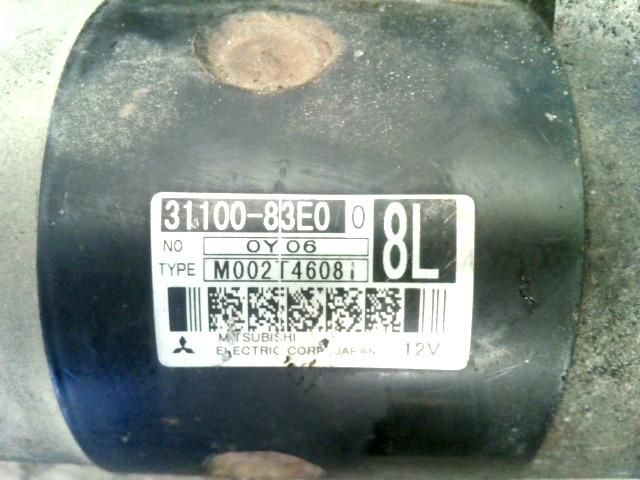 31100-83E0 0
8L
NO 0Y06
TYPE M002T46081
MITSUBISHI
ELECTRIC CORP. JAPAN 12V